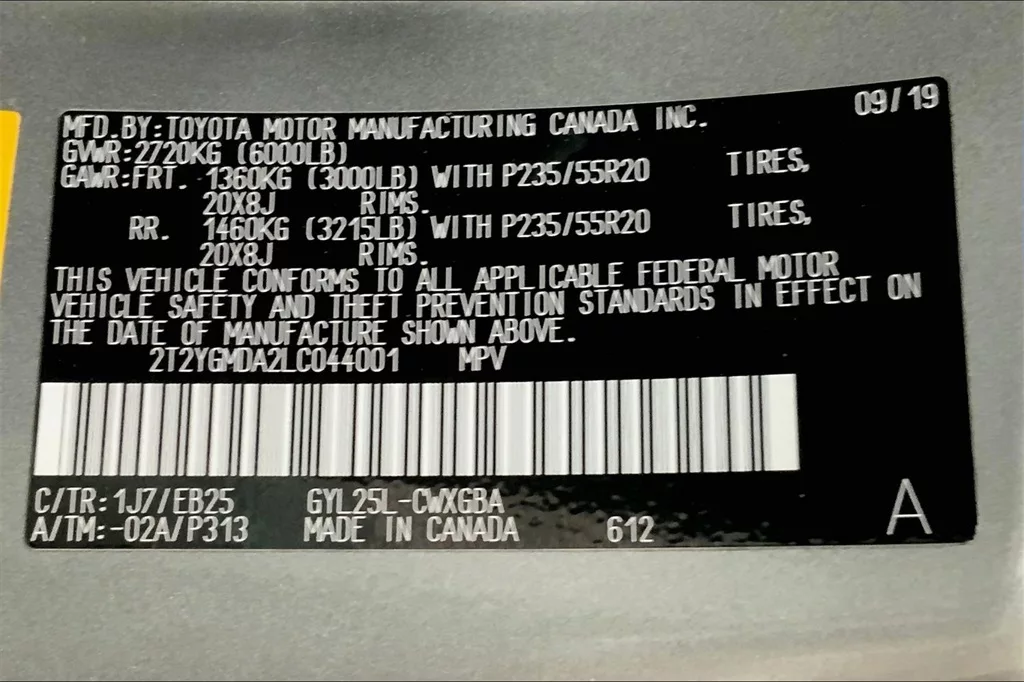 09/19
MFD.BY:TOYOTA MOTOR MANUFACTURING CANADA INC.
GVWR:2720KG (6000LB)
GAWR:FRT. 1360KG (3000LB) WITH P235/55R20 TIRES,
20X8J RIMS.
RR. 1460KG (3215LB) WITH P235/55R20 TIRES,
20X8J RIMS.
THIS VEHICLE CONFORMS TO ALL APPLICABLE FEDERAL MOTOR
VEHICLE SAFETY AND THEFT PREVENTION STANDARDS IN EFFECT ON
THE DATE OF MANUFACTURE SHOWN ABOVE.
2T2YGMDA2LC044001 MPV
C/TR:1J7/EB25 GYL25L-CWXGBA
A/TM:-02A/P313 MADE IN CANADA 612 A